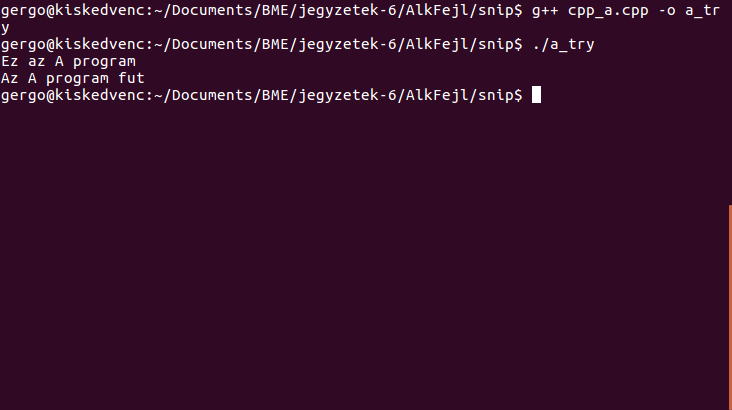 gergo@kiskedvenc:~/Documents/BME/jegyzetek-6/AlkFejl/snip$ g++ cpp_a.cpp -o a_tr
y
gergo@kiskedvenc:~/Documents/BME/jegyzetek-6/AlkFejl/snip$ ./a_try
Ez az A program
Az A program fut
gergo@kiskedvenc:~/Documents/BME/jegyzetek-6/AlkFejl/snip$